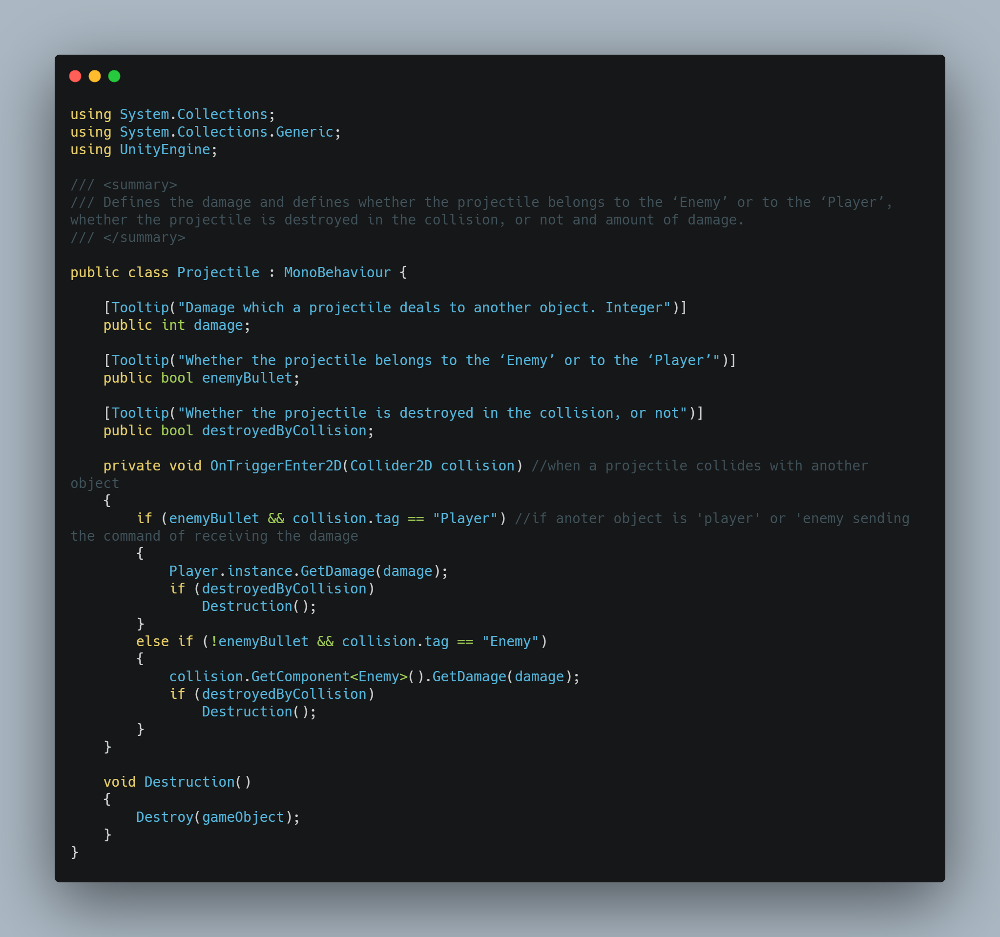 using System.Collections;
using System.Collections.Generic;
using UnityEngine;

/// <summary>
/// Defines the damage and defines whether the projectile belongs to the ‘Enemy’ or to the ‘Player’,
whether the projectile is destroyed in the collision, or not and amount of damage.
/// </summary>

public class Projectile : MonoBehaviour {

    [Tooltip("Damage which a projectile deals to another object. Integer")]
    public int damage;

    [Tooltip("Whether the projectile belongs to the ‘Enemy’ or to the ‘Player’")]
    public bool enemyBullet;

    [Tooltip("Whether the projectile is destroyed in the collision, or not")]
    public bool destroyedByCollision;

    private void OnTriggerEnter2D(Collider2D collision) //when a projectile collides with another
object
    {
        if (enemyBullet && collision.tag == "Player") //if anoter object is 'player' or 'enemy sending
the command of receiving the damage
        {
            Player.instance.GetDamage(damage);
            if (destroyedByCollision)
                Destruction();
        }
        else if (!enemyBullet && collision.tag == "Enemy")
        {
            collision.GetComponent<Enemy>().GetDamage(damage);
            if (destroyedByCollision)
                Destruction();
        }
    }

    void Destruction()
    {
        Destroy(gameObject);
    }
}